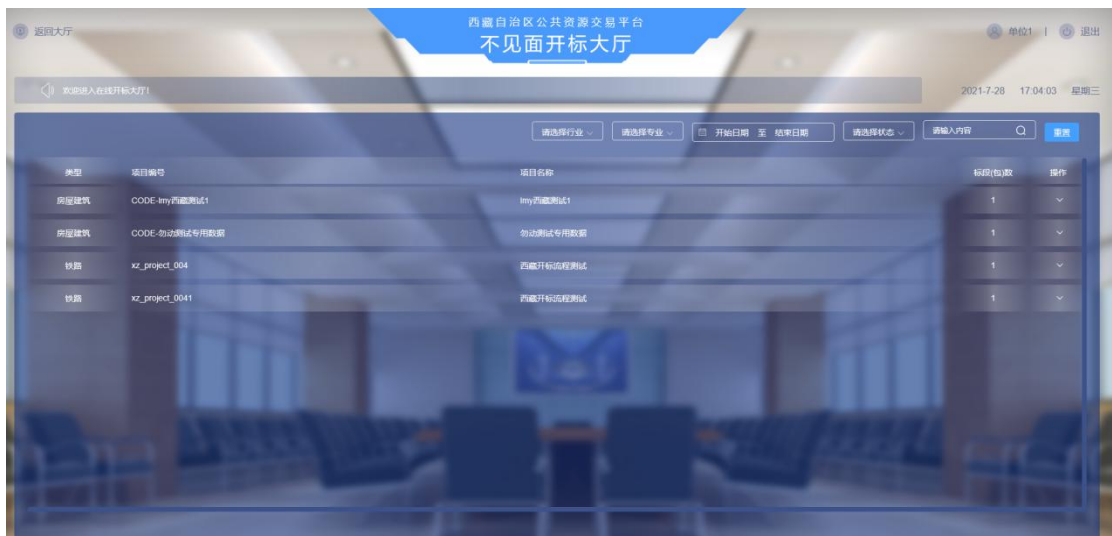 返回大厅
西藏自治区公共资源交易平台
不见面开标大厅
单位1 | 退出
欢迎进入在线开标大厅!
2021-7-28 17:04:03 星期三
请选择行业 请选择专业 开始日期 至 结束日期 请选择状态 请输入内容 重置
类型 项目编号 项目名称 标段(包)数 操作
房屋建筑 CODE-lmy西藏测试1 lmy西藏测试1 1
房屋建筑 CODE-勿动测试专用数据 勿动测试专用数据 1
铁路 xz_project_004 西藏开标流程测试 1
铁路 xz_project_0041 西藏开标流程测试 1